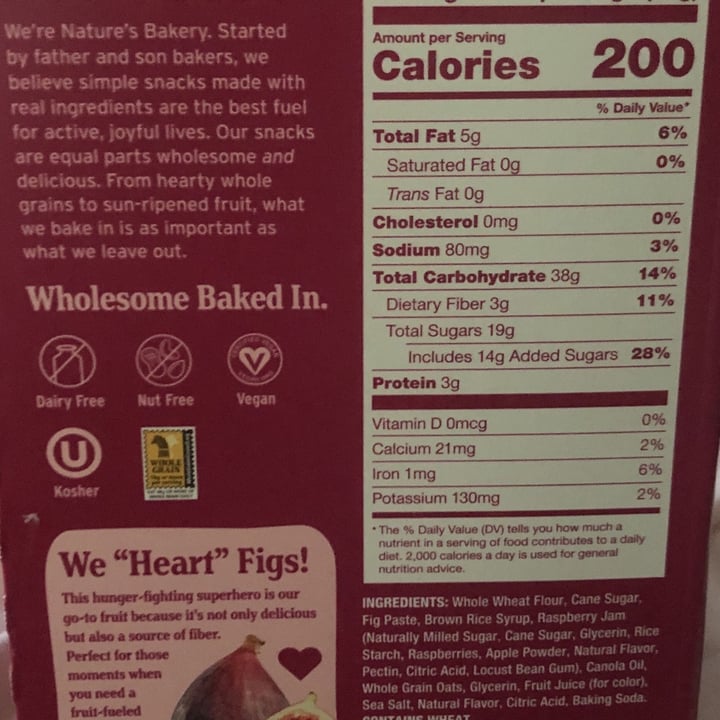 We're Nature's Bakery. Started
by father and son bakers, we
believe simple snacks made with
real ingredients are the best fuel
for active, joyful lives. Our snacks
are equal parts wholesome and
delicious. From hearty whole
grains to sun-ripened fruit, what
we bake in is as important as
what we leave out.
Wholesome Baked In.
Dairy Free
Nut Free
Vegan
U
Kosher
WHOLE
GRAIN
We "Heart" Figs!
This hunger-fighting superhero is our
go-to fruit because it's not only delicious
but also a source of fiber.
Perfect for those
moments when
you need a
fruit-fueled
Amount per Serving
Calories 200
% Daily Value*
Total Fat 5g 6%
Saturated Fat 0g 0%
Trans Fat 0g
Cholesterol 0mg 0%
Sodium 80mg 3%
Total Carbohydrate 38g 14%
Dietary Fiber 3g 11%
Total Sugars 19g
Includes 14g Added Sugars 28%
Protein 3g
Vitamin D 0mcg 0%
Calcium 21mg 2%
Iron 1mg 6%
Potassium 130mg 2%
* The % Daily Value (DV) tells you how much a
nutrient in a serving of food contributes to a daily
diet. 2,000 calories a day is used for general
nutrition advice.
INGREDIENTS: Whole Wheat Flour, Cane Sugar,
Fig Paste, Brown Rice Syrup, Raspberry Jam
(Naturally Milled Sugar, Cane Sugar, Glycerin, Rice
Starch, Raspberries, Apple Powder, Natural Flavor,
Pectin, Citric Acid, Locust Bean Gum), Canola Oil,
Whole Grain Oats, Glycerin, Fruit Juice (for color),
Sea Salt, Natural Flavor, Citric Acid, Baking Soda.
CONTAINS WHEAT